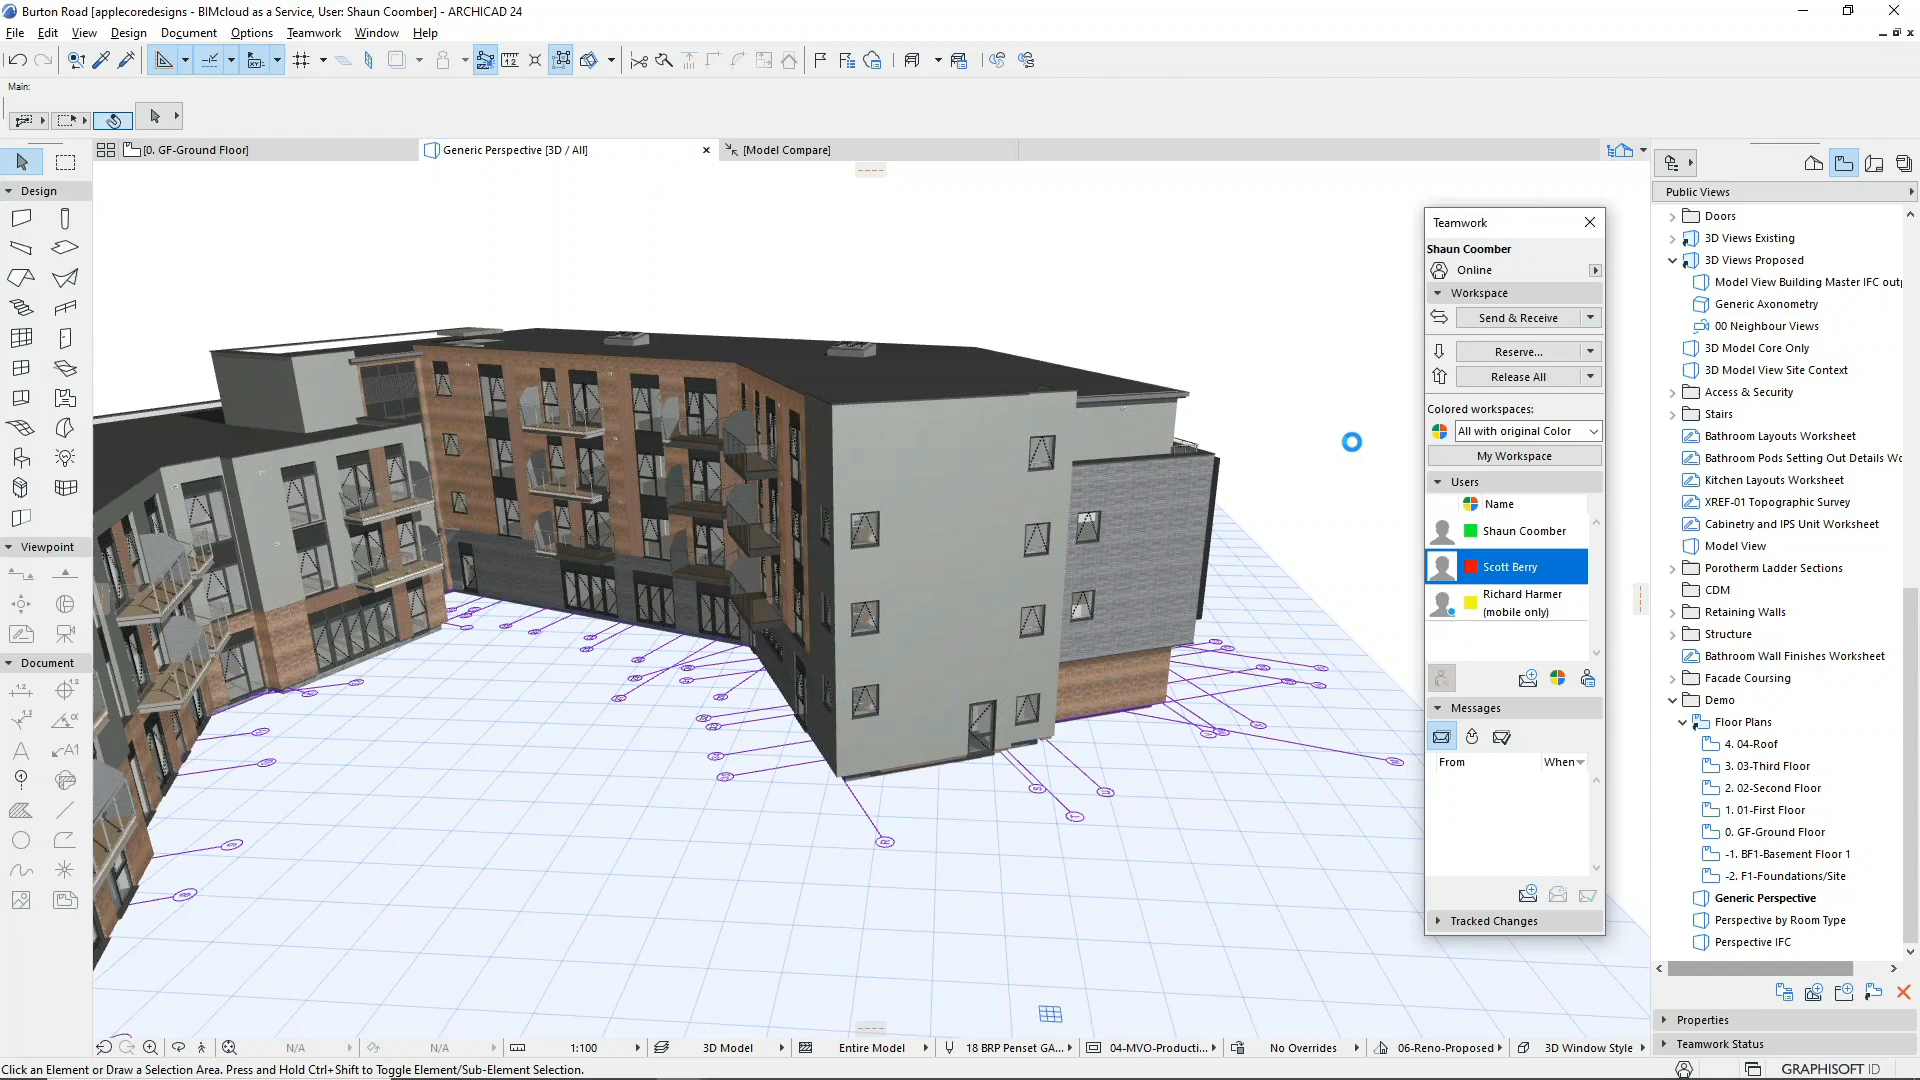 Burton Road [applecoredesigns - BIMcloud as a Service, User: Shaun Coomber] - ARCHICAD 24
File Edit View Design Document Options Teamwork Window Help
Main:
[0. GF-Ground Floor]
Generic Perspective [3D / All]
[Model Compare]
Design
Viewpoint
Document
Teamwork
Shaun Coomber
Online
Workspace
Send & Receive
Reserve...
Release All
Colored workspaces:
All with original Color
My Workspace
Users
Name
Shaun Coomber
Scott Berry
Richard Harmer
(mobile only)
Messages
From When
Tracked Changes
Public Views
Doors
3D Views Existing
3D Views Proposed
Model View Building Master IFC outp
Generic Axonometry
00 Neighbour Views
3D Model Core Only
3D Model View Site Context
Access & Security
Stairs
Bathroom Layouts Worksheet
Bathroom Pods Setting Out Details Wo
Kitchen Layouts Worksheet
XREF-01 Topographic Survey
Cabinetry and IPS Unit Worksheet
Model View
Porotherm Ladder Sections
CDM
Retaining Walls
Structure
Bathroom Wall Finishes Worksheet
Facade Coursing
Demo
Floor Plans
4. 04-Roof
3. 03-Third Floor
2. 02-Second Floor
1. 01-First Floor
0. GF-Ground Floor
-1. BF1-Basement Floor 1
-2. F1-Foundations/Site
Generic Perspective
Perspective by Room Type
Perspective IFC
Properties
Teamwork Status
N/A N/A 1:100 3D Model Entire Model 18 BRP Penset GA... 04-MVO-Producti... No Overrides 06-Reno-Proposed 3D Window Style
Click an Element or Draw a Selection Area. Press and Hold Ctrl+Shift to Toggle Element/Sub-Element Selection.
GRAPHISOFT ID